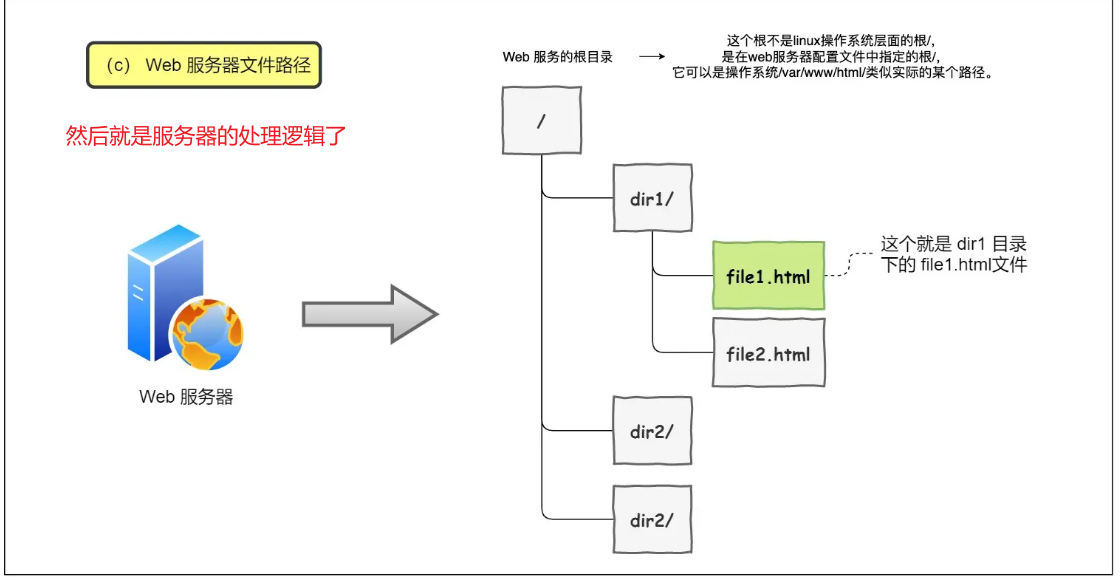 （c） Web 服务器文件路径
然后就是服务器的处理逻辑了
Web 服务的根目录
这个根不是linux操作系统层面的根/,
是在web服务器配置文件中指定的根/,
它可以是操作系统/var/www/html/类似实际的某个路径。
/
dir1/
file1.html
这个就是 dir1 目录
下的 file1.html文件
file2.html
Web 服务器
dir2/
dir2/